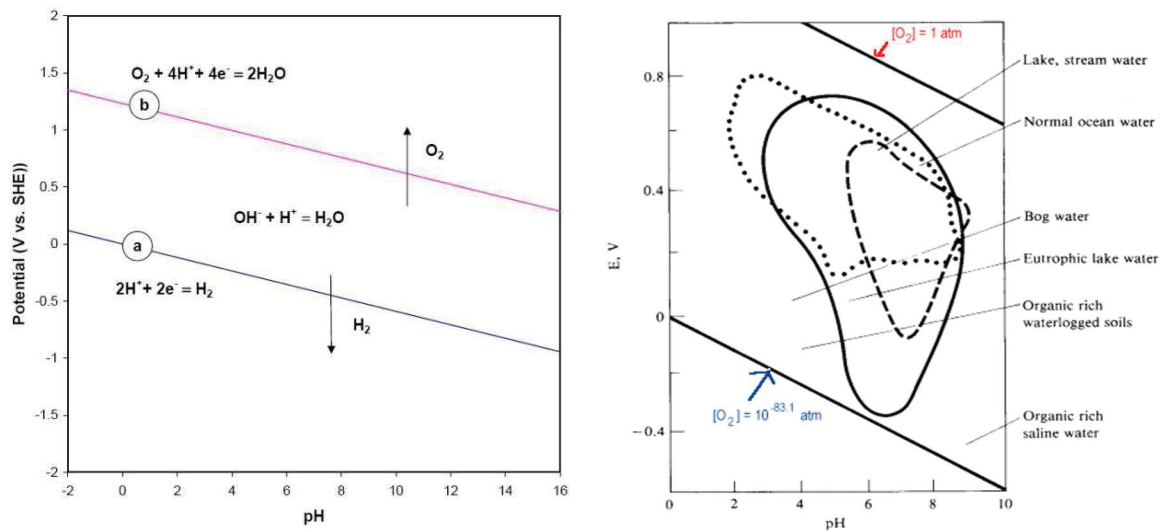 2
1.5
1
0.5
0
-0.5
-1
-1.5
-2
Potential (V vs. SHE))
O₂ + 4H⁺ + 4e⁻ = 2H₂O
b
O₂
OH⁻ + H⁺ = H₂O
a
2H⁺ + 2e⁻ = H₂
H₂
-2 0 2 4 6 8 10 12 14 16
pH
[O₂] = 1 atm
Lake, stream water
Normal ocean water
Bog water
Eutrophic lake water
Organic rich
waterlogged soils
Organic rich
saline water
0.8
0.4
0
−0.4
E, V
[O₂] = 10⁻⁸³·¹ atm
0 2 4 6 8 10
pH